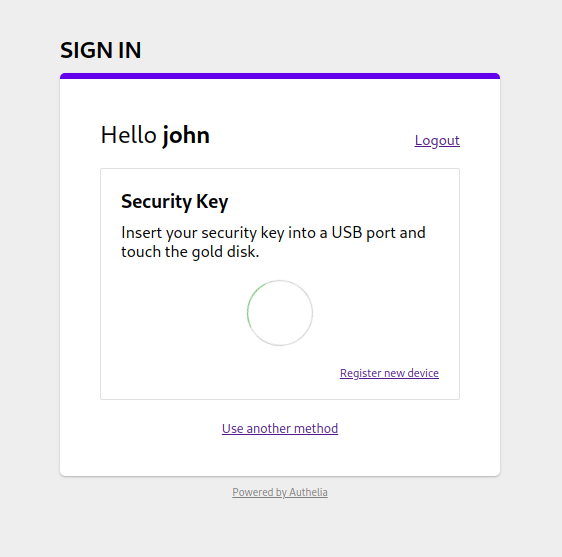 SIGN IN
Hello john
Logout
Security Key
Insert your security key into a USB port and
touch the gold disk.
Register new device
Use another method
Powered by Authelia